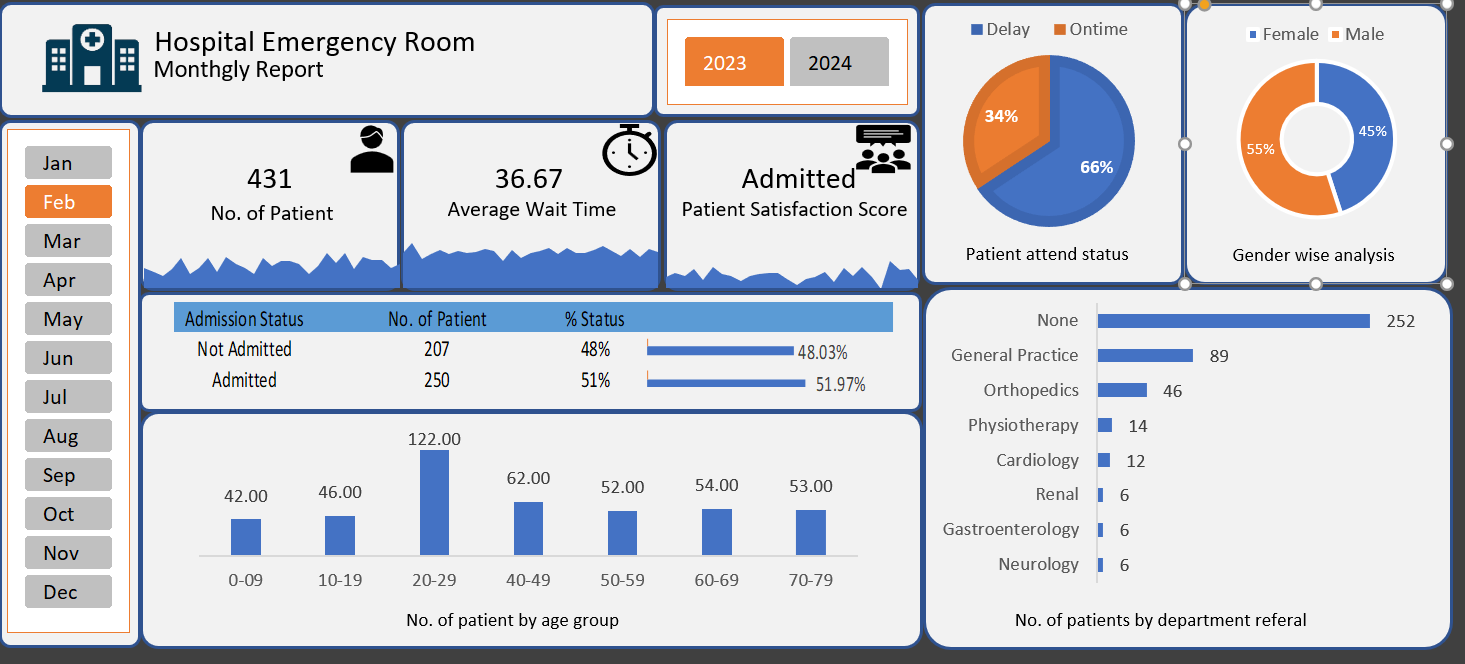 Hospital Emergency Room
Monthgly Report
2023
2024
Jan
Feb
Mar
Apr
May
Jun
Jul
Aug
Sep
Oct
Nov
Dec
431
No. of Patient
36.67
Average Wait Time
Admitted
Patient Satisfaction Score
Delay Ontime
34%
66%
Patient attend status
Female Male
45%
55%
Gender wise analysis
Admission Status No. of Patient % Status
Not Admitted 207 48% 48.03%
Admitted 250 51% 51.97%
122.00
62.00
54.00
53.00
52.00
46.00
42.00
0-09 10-19 20-29 40-49 50-59 60-69 70-79
No. of patient by age group
None 252
General Practice 89
Orthopedics 46
Physiotherapy 14
Cardiology 12
Renal 6
Gastroenterology 6
Neurology 6
No. of patients by department referal